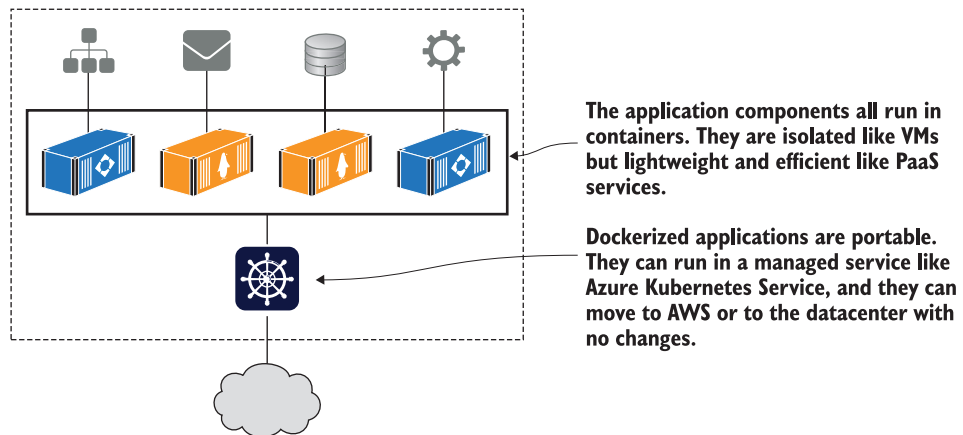 The application components all run in
containers. They are isolated like VMs
but lightweight and efficient like PaaS
services.
Dockerized applications are portable.
They can run in a managed service like
Azure Kubernetes Service, and they can
move to AWS or to the datacenter with
no changes.